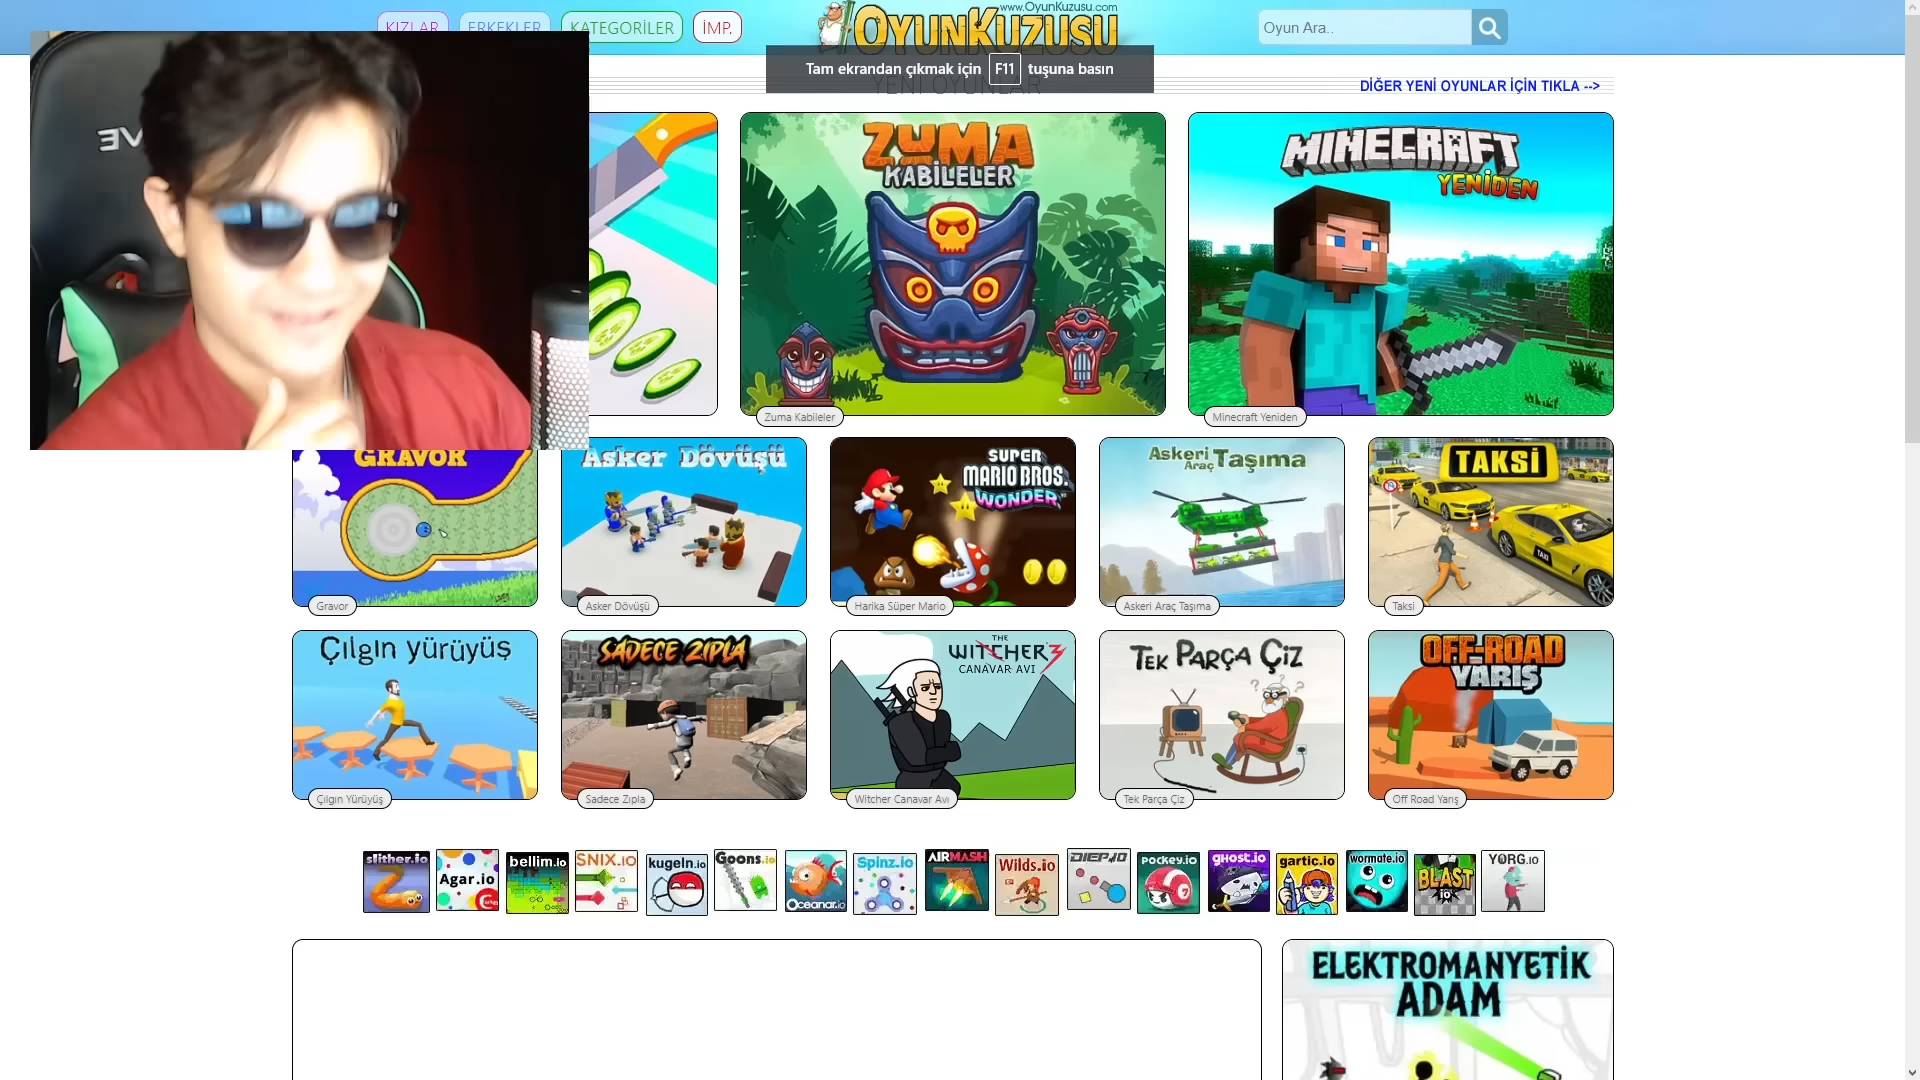 www.OyunKuzusu.com
KIZLAR
ERKEKLER
KATEGORİLER
İMP.
OYUNKUZUSU
Oyun Ara..
Tam ekrandan çıkmak için F11 tuşuna basın
YENİ OYUNLAR
DİĞER YENİ OYUNLAR İÇİN TIKLA -->
ZUMA
KABİLELER
MINECRAFT
YENİDEN
Zuma Kabileler
Minecraft Yeniden
GRAVOR
Asker Dövüşü
SUPER
MARIO BROS.
WONDER
Askeri
Araç Taşıma
TAKSİ
TAXI
Gravor
Asker Dövüşü
Harika Süper Mario
Askeri Araç Taşıma
Taksi
Çılgın yürüyüş
SADECE ZIPLA
THE
WITCHER 3
CANAVAR AVI
TEK PARÇA ÇİZ
OFF-ROAD
YARIŞ
Çılgın Yürüyüş
Sadece Zıpla
Witcher Canavar Avı
Tek Parça Çiz
Off Road Yarış
slither.io
Agar.io
bellim.io
SNIX.IO
kugeln.io
Goons.io
Oceanar.io
Spinz.io
AIRMASH
Wilds.io
DIEP.IO
POCKEY.IO
GHOST.IO
gartic.io
wormate.io
BLAST
IO
YORG.IO
ELEKTROMANYETİK
ADAM